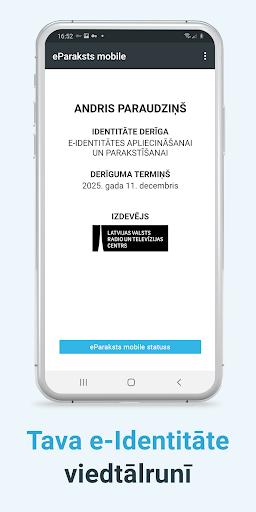 16:52
eParaksts mobile
ANDRIS PARAUDZIŅŠ
IDENTITĀTE DERĪGA
E-IDENTITĀTES APLIECINĀŠANAI
UN PARAKSTĪŠANAI
DERĪGUMA TERMIŅŠ
2025. gada 11. decembris
IZDEVĒJS
LATVIJAS VALSTS
RADIO UN TELEVĪZIJAS
CENTRS
eParaksts mobile statuss
Tava e-Identitāte
viedtālrunī